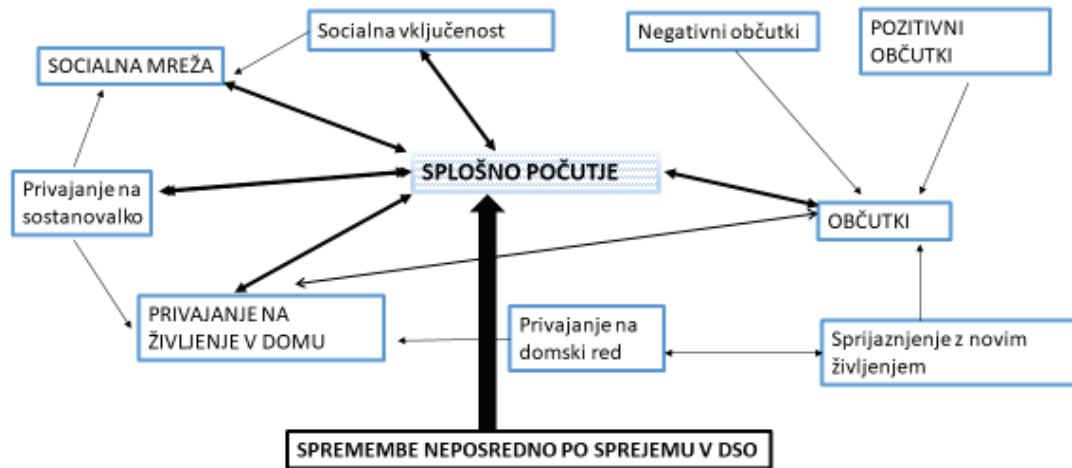 Socialna vključenost
Negativni občutki
POZITIVNI
OBČUTKI
SOCIALNA MREŽA
SPLOŠNO POČUTJE
Privajanje na
sostanovalko
OBČUTKI
PRIVAJANJE NA
ŽIVLJENJE V DOMU
Privajanje na
domski red
Sprijaznjenje z novim
življenjem
SPREMEMBE NEPOSREDNO PO SPREJEMU V DSO